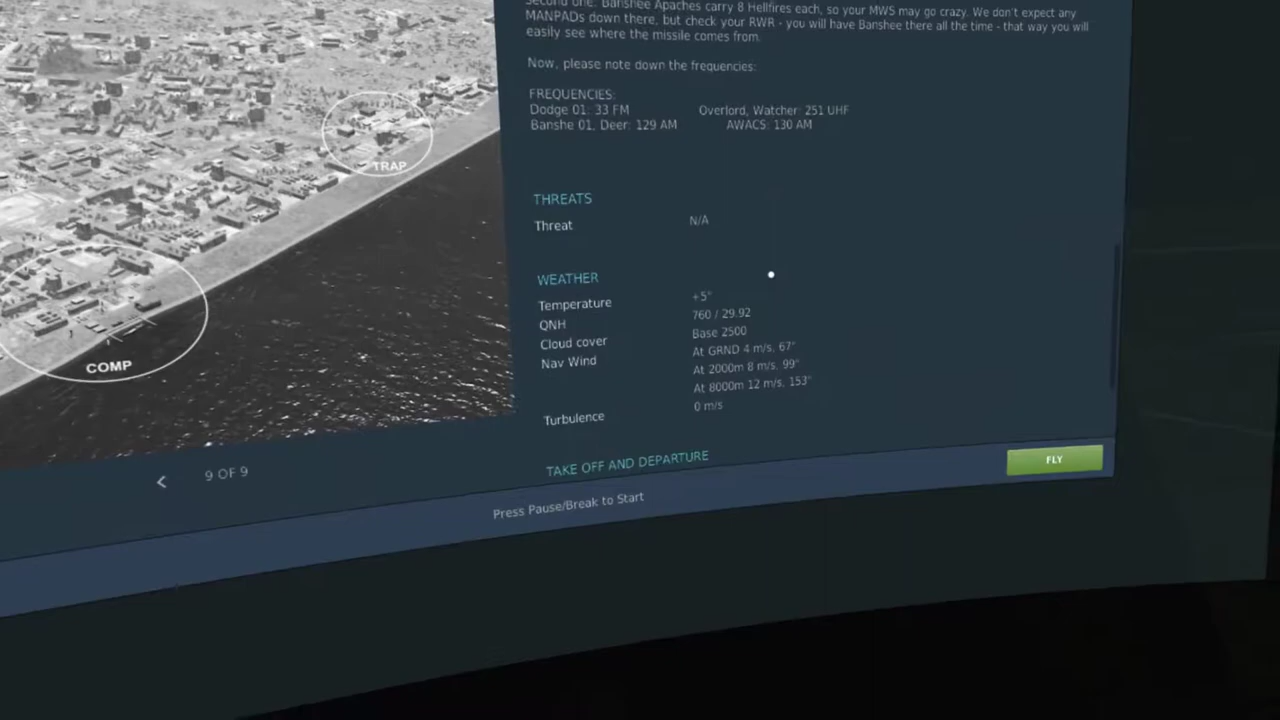 Second one. Banshee Apaches carry 8 Hellfires each, so your MWS may go crazy. We don't expect any
MANPADs down there, but check your RWR - you will have Banshee there all the time - that way you will
easily see where the missile comes from.
Now, please note down the frequencies:
FREQUENCIES:
Dodge 01: 33 FM Overlord, Watcher: 251 UHF
Banshe 01, Deer: 129 AM AWACS: 130 AM
TRAP
THREATS
Threat N/A
WEATHER
Temperature +5°
QNH 760 / 29.92
Cloud cover Base 2500
Nav Wind At GRND 4 m/s, 67°
At 2000m 8 m/s, 99°
At 8000m 12 m/s, 153°
Turbulence 0 m/s
COMP
TAKE OFF AND DEPARTURE
< 9 OF 9
FLY
Press Pause/Break to Start